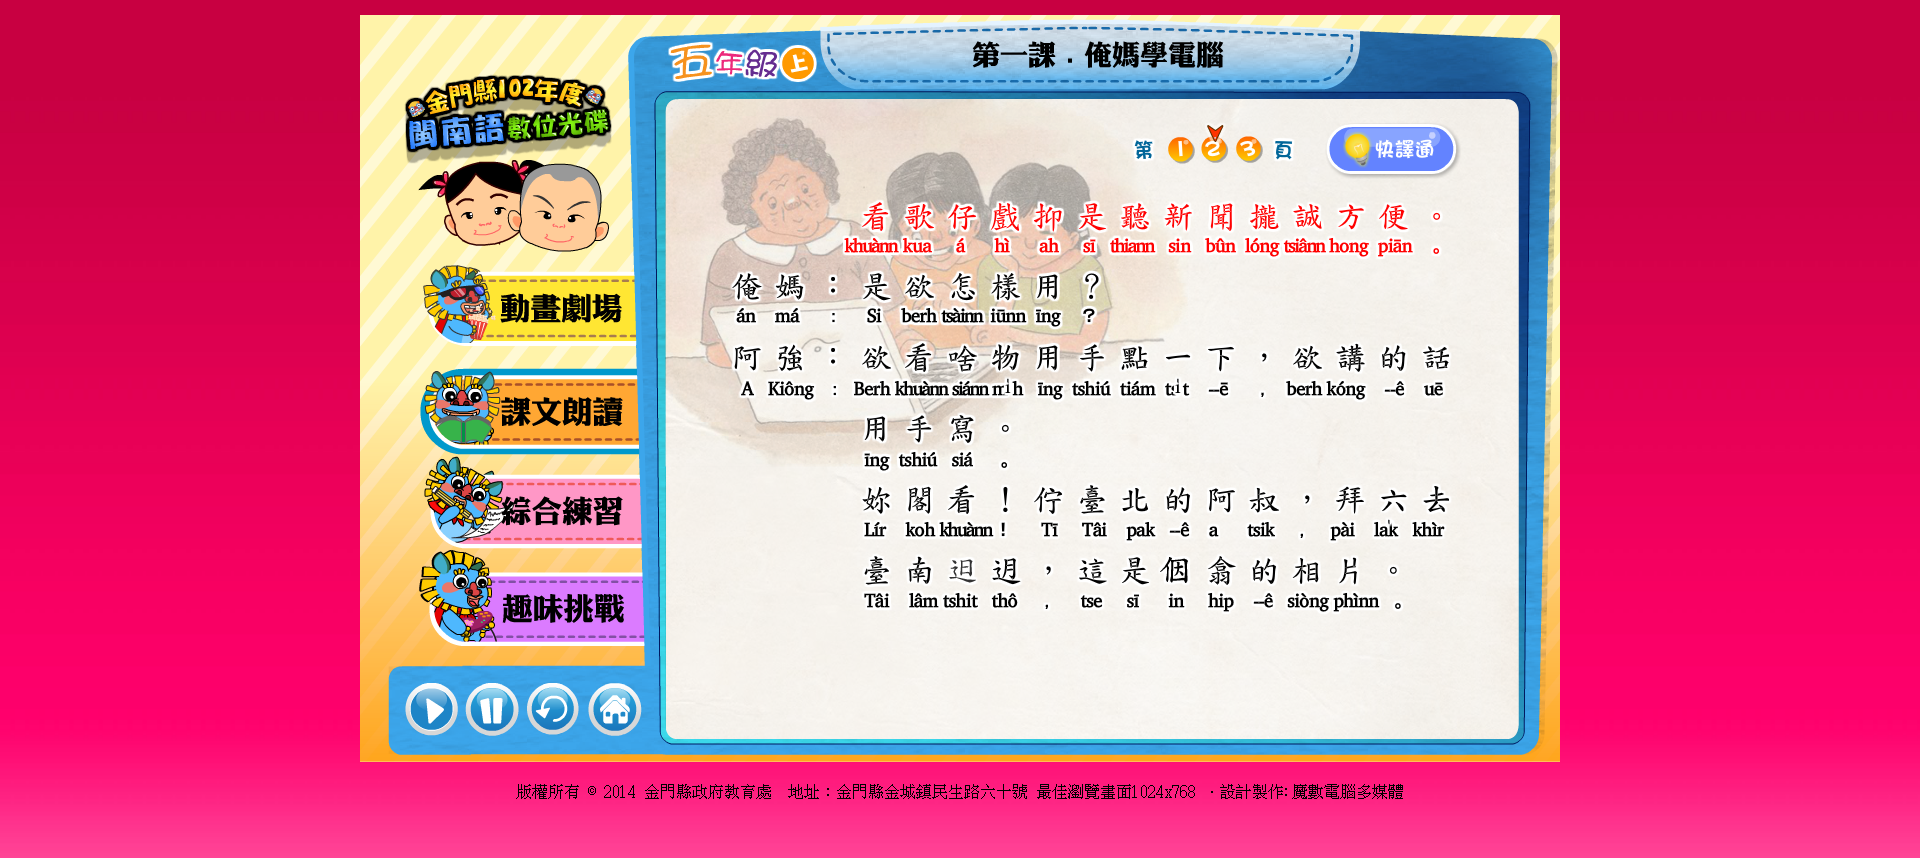 五年級上
第一課．俺媽學電腦
金門縣102年度
閩南語數位光碟
第 1 2 3 頁
快譯通
看歌仔戲抑是聽新聞攏誠方便。
khuànn kua á hì ah sī thiann sin bûn lóng tsiânn hong piān 。
俺媽：是欲怎樣用？
án má : Si berh tsàinn iūnn īng ?
阿強：欲看啥物用手點一下，欲講的話
A Kiông : Berh khuànn siánn mi̍h īng tshiú tiám tsi̍t --ē , berh kóng --ê uē
用手寫。
īng tshiú siá 。
妳閣看！佇臺北的阿叔，拜六去
Lír koh khuànn ! Tī Tâi pak --ê a tsik , pài la̍k khìr
臺南𨑨迌，這是𪜶翕的相片。
Tâi lâm tshit thô , tse sī in hip --ê siòng phìnn 。
動畫劇場
課文朗讀
綜合練習
趣味挑戰
版權所有 © 2014 金門縣政府教育處 地址：金門縣金城鎮民生路六十號 最佳瀏覽畫面1024x768 ‧設計製作: 魔數電腦多媒體